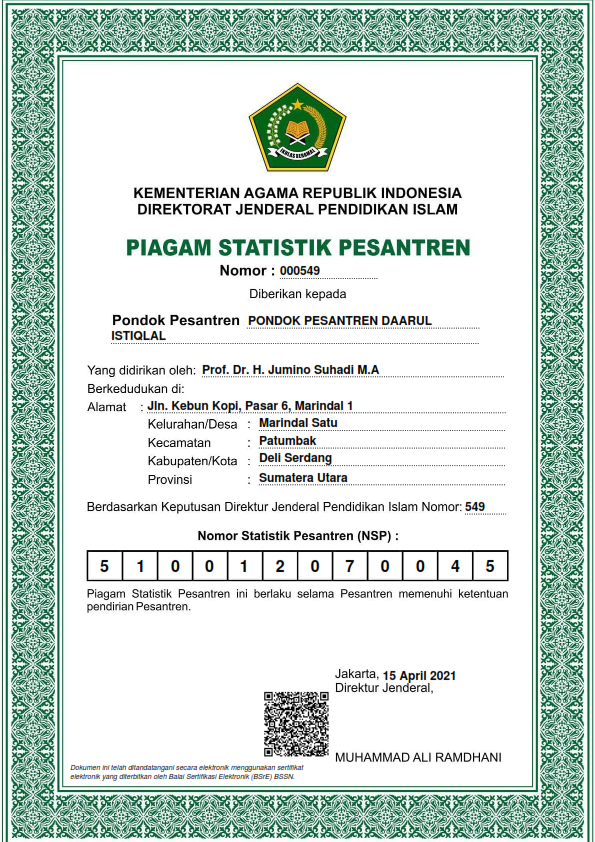 IKHLAS BERAMAL
KEMENTERIAN AGAMA REPUBLIK INDONESIA
DIREKTORAT JENDERAL PENDIDIKAN ISLAM
PIAGAM STATISTIK PESANTREN
Nomor : 000549
Diberikan kepada
Pondok Pesantren PONDOK PESANTREN DAARUL
ISTIQLAL
Yang didirikan oleh: Prof. Dr. H. Jumino Suhadi M.A
Berkedudukan di:
Alamat : Jln. Kebun Kopi, Pasar 6, Marindal 1
Kelurahan/Desa : Marindal Satu
Kecamatan : Patumbak
Kabupaten/Kota : Deli Serdang
Provinsi : Sumatera Utara
Berdasarkan Keputusan Direktur Jenderal Pendidikan Islam Nomor: 549
Nomor Statistik Pesantren (NSP) :
5 1 0 0 1 2 0 7 0 0 4 5
Piagam Statistik Pesantren ini berlaku selama Pesantren memenuhi ketentuan
pendirian Pesantren.
Jakarta, 15 April 2021
Direktur Jenderal,
MUHAMMAD ALI RAMDHANI
Dokumen ini telah ditandatangani secara elektronik menggunakan sertifikat
elektronik yang diterbitkan oleh Balai Sertifikasi Elektronik (BSrE) BSSN.